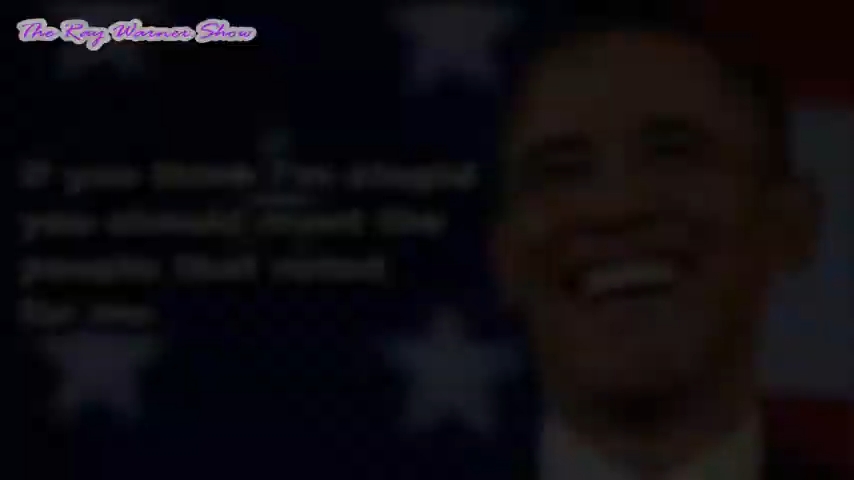 The Ray Warner Show
If you think I'm stupid
you should meet the
people that voted
for me.